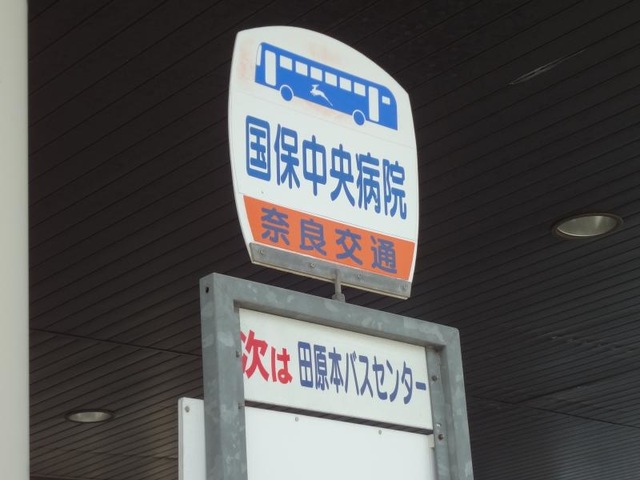 国保中央病院
奈良交通
次は 田原本バスセンター